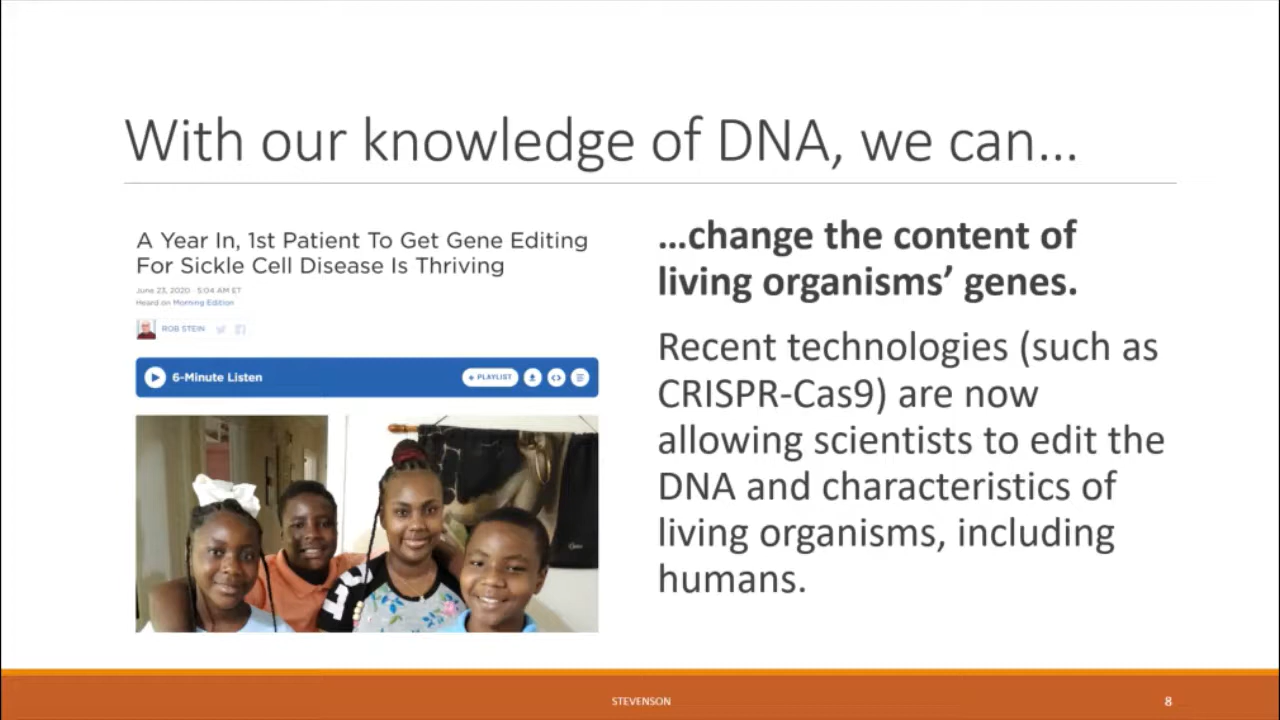 With our knowledge of DNA, we can…
A Year In, 1st Patient To Get Gene Editing
For Sickle Cell Disease Is Thriving
June 23, 2020 · 5:04 AM ET
Heard on Morning Edition
ROB STEIN
6-Minute Listen
+ PLAYLIST
…change the content of
living organisms’ genes.
Recent technologies (such as
CRISPR-Cas9) are now
allowing scientists to edit the
DNA and characteristics of
living organisms, including
humans.
STEVENSON
8